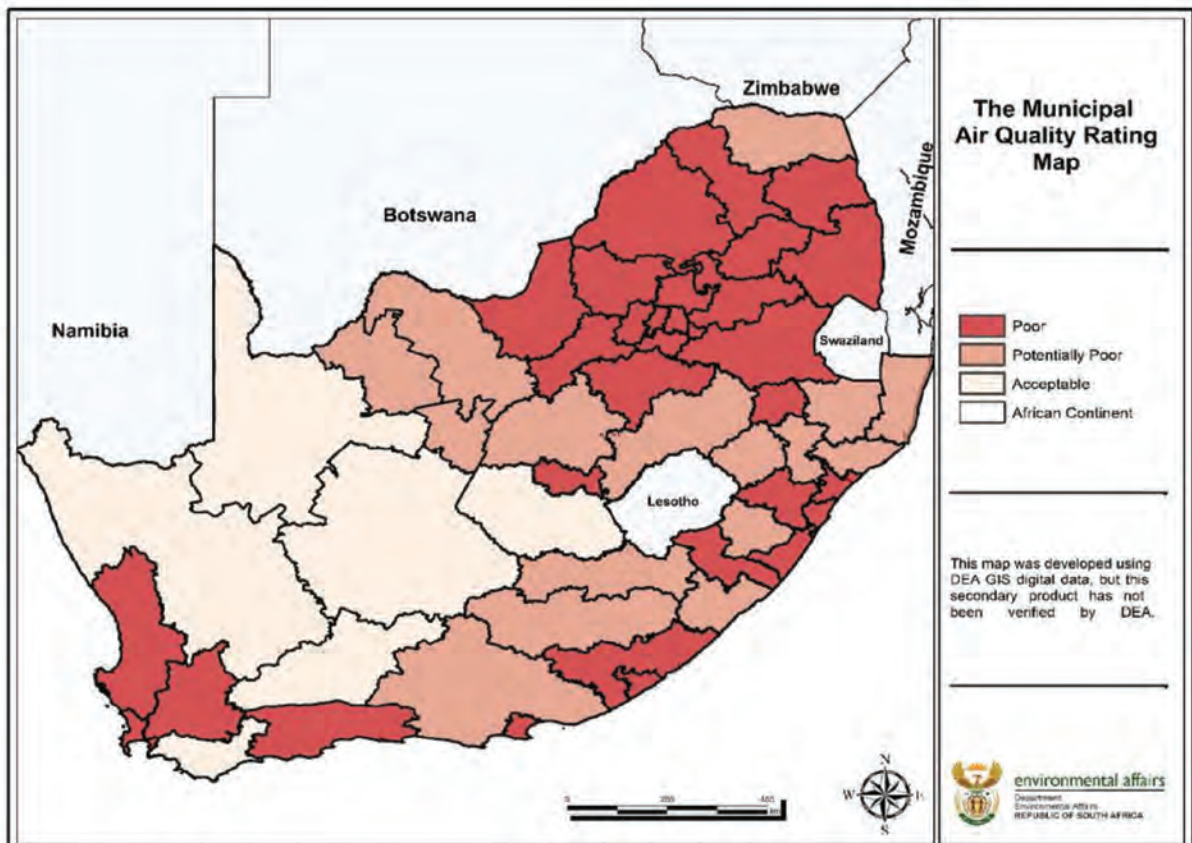 Zimbabwe
Botswana
Mozambique
Namibia
Swaziland
Lesotho
N
W
E
S
0
km
The Municipal
Air Quality Rating
Map
Poor
Potentially Poor
Acceptable
African Continent
This map was developed using
DEA GIS digital data, but this
secondary product has not
been verified by DEA.
environmental affairs
Department
Environmental Affairs
REPUBLIC OF SOUTH AFRICA